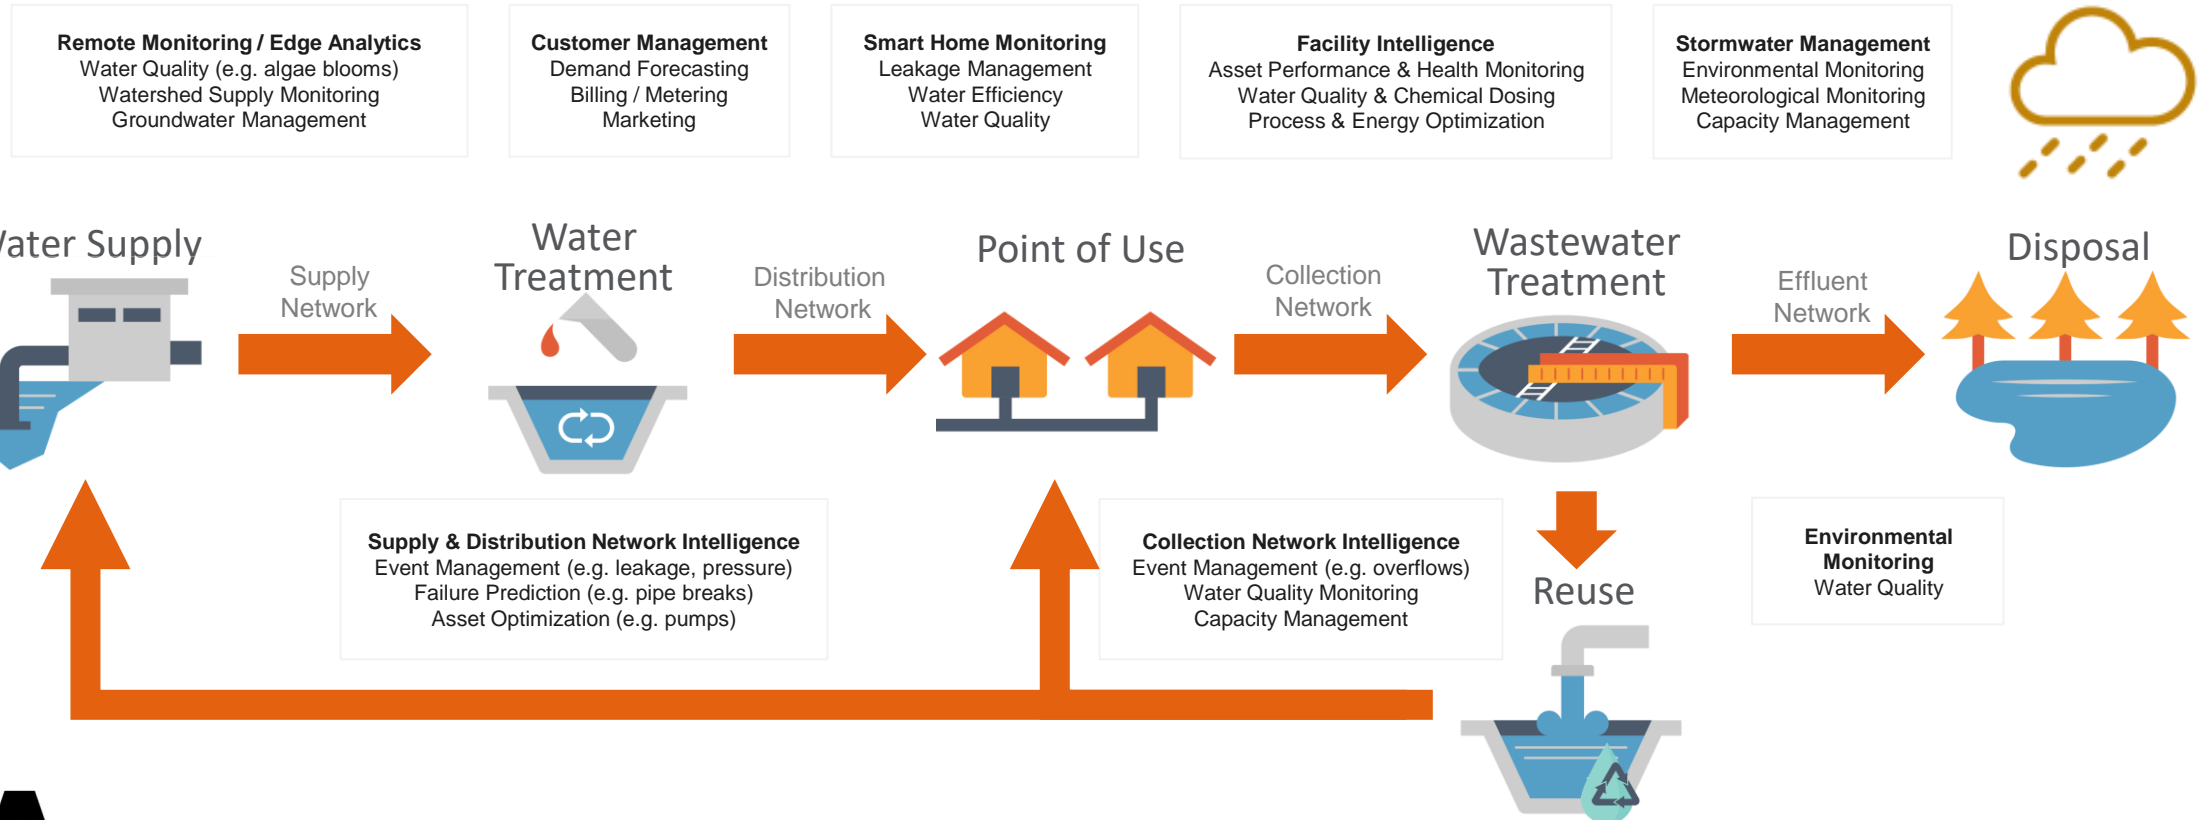 Remote Monitoring / Edge Analytics
Water Quality (e.g. algae blooms)
Watershed Supply Monitoring
Groundwater Management
Customer Management
Demand Forecasting
Billing / Metering
Marketing
Smart Home Monitoring
Leakage Management
Water Efficiency
Water Quality
Facility Intelligence
Asset Performance & Health Monitoring
Water Quality & Chemical Dosing
Process & Energy Optimization
Stormwater Management
Environmental Monitoring
Meteorological Monitoring
Capacity Management
Water Supply
Supply
Network
Water
Treatment
Distribution
Network
Point of Use
Collection
Network
Wastewater
Treatment
Effluent
Network
Disposal
Supply & Distribution Network Intelligence
Event Management (e.g. leakage, pressure)
Failure Prediction (e.g. pipe breaks)
Asset Optimization (e.g. pumps)
Collection Network Intelligence
Event Management (e.g. overflows)
Water Quality Monitoring
Capacity Management
Reuse
Environmental
Monitoring
Water Quality